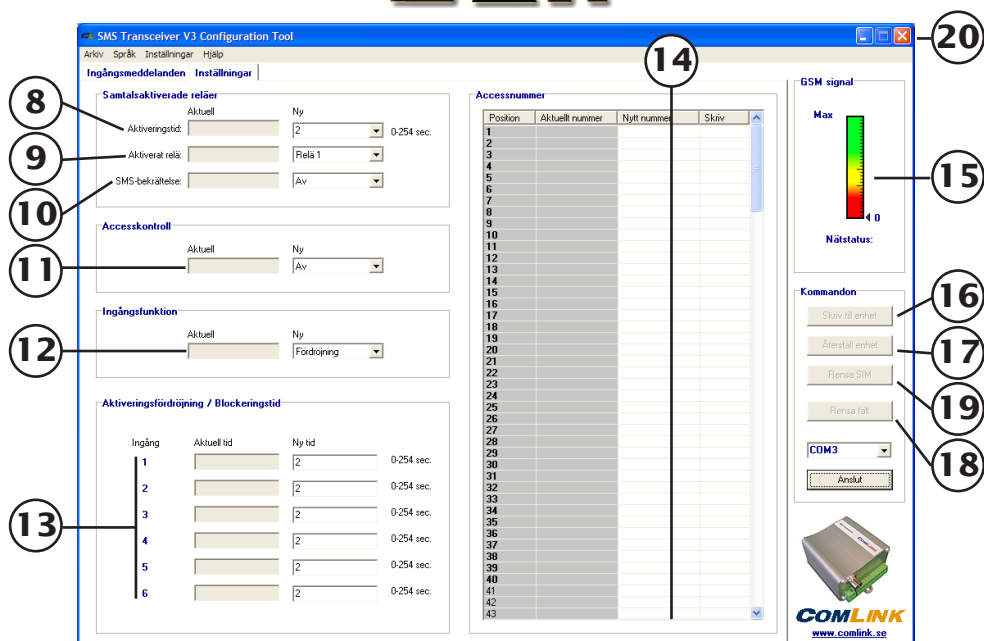 SMS Transceiver V3 Configuration Tool
20
Arkiv Språk Inställningar Hjälp
14
Ingångsmeddelanden Inställningar
8
Samtalsaktiverade reläer
Aktuell Ny
Aktiveringstid: 2 0-254 sec.
9
Aktiverat relä: Relä 1
10
SMS-bekräftelse: Av
Accesskontroll
11
Aktuell Ny
Av
Ingångsfunktion
12
Aktuell Ny
Fördröjning
Aktiveringsfördröjning / Blockeringstid
13
Ingång Aktuell tid Ny tid
1 2 0-254 sec.
2 2 0-254 sec.
3 2 0-254 sec.
4 2 0-254 sec.
5 2 0-254 sec.
6 2 0-254 sec.
Accessnummer
Position Aktuellt nummer Nytt nummer Skriv
1
2
3
4
5
6
7
8
9
10
11
12
13
14
15
16
17
18
19
20
21
22
23
24
25
26
27
28
29
30
31
32
33
34
35
36
37
38
39
40
41
42
43
GSM signal
Max
15
0
Nätstatus:
Kommandon
16
Skriv till enhet
17
Återställ enhet
Rensa SIM
19
Rensa fält
18
COM3
Anslut
COMLINK
COMLINK
www.comlink.se